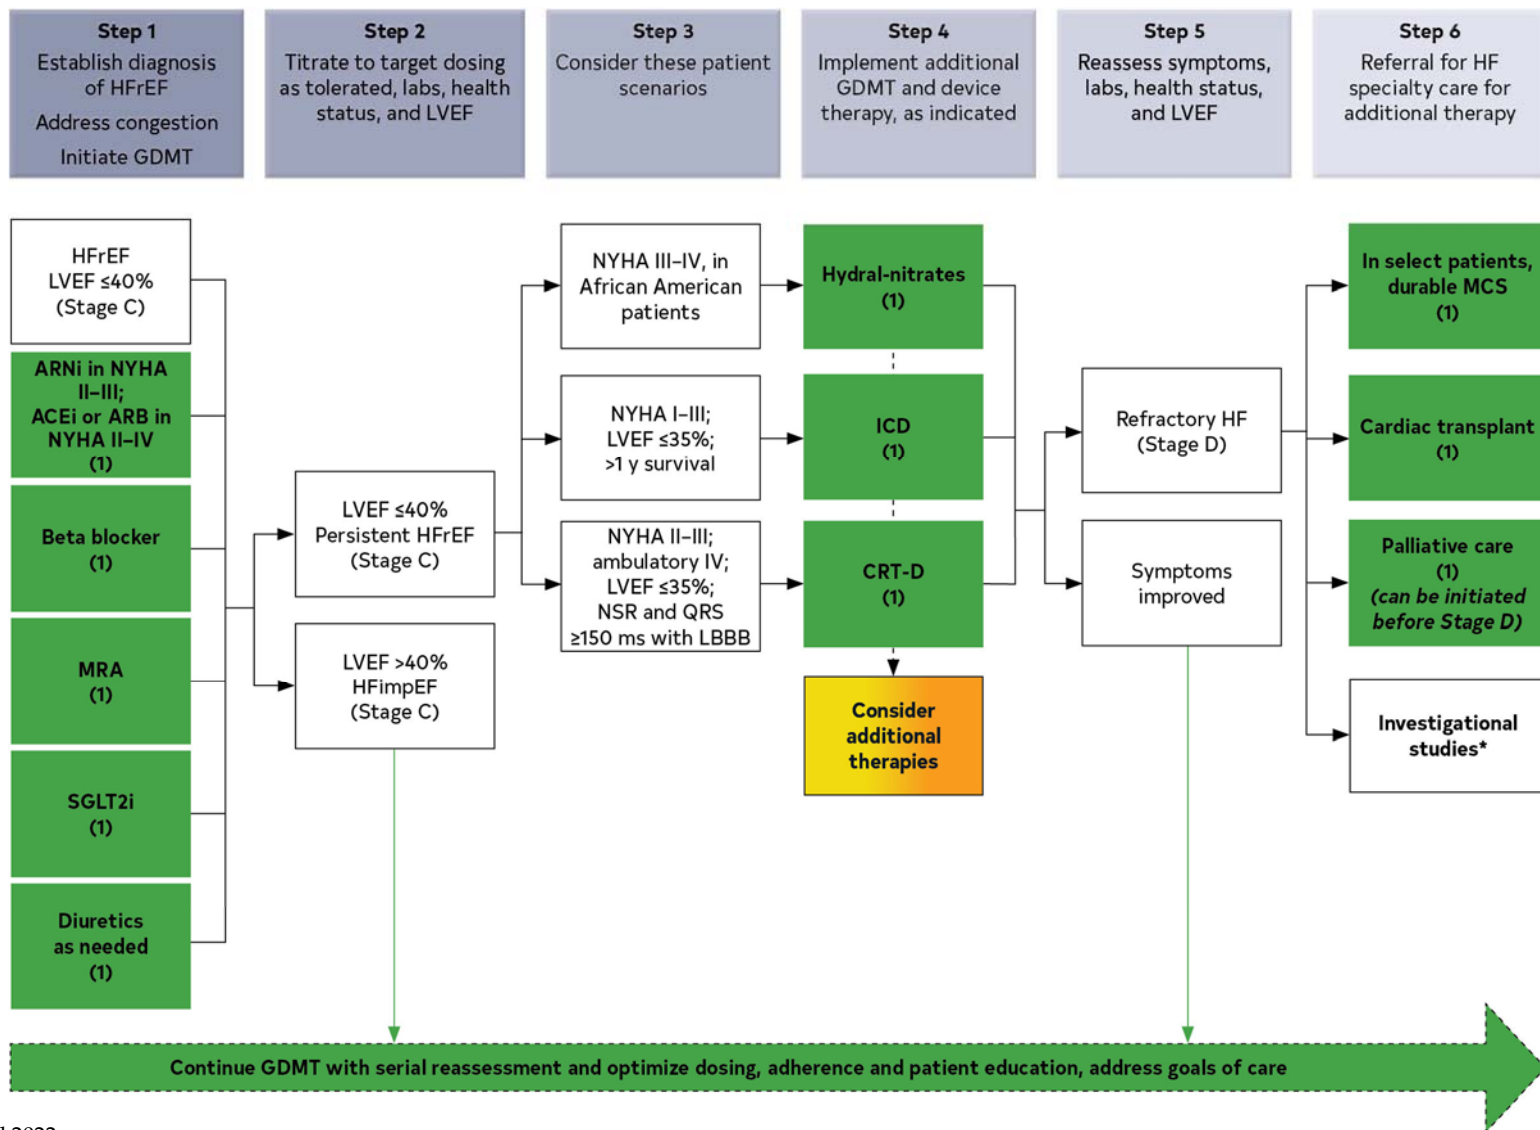 Step 1
Establish diagnosis
of HFrEF
Address congestion
Initiate GDMT
Step 2
Titrate to target dosing
as tolerated, labs, health
status, and LVEF
Step 3
Consider these patient
scenarios
Step 4
Implement additional
GDMT and device
therapy, as indicated
Step 5
Reassess symptoms,
labs, health status,
and LVEF
Step 6
Referral for HF
specialty care for
additional therapy
HFrEF
LVEF ≤40%
(Stage C)
ARNi in NYHA
II–III;
ACEi or ARB in
NYHA II–IV
(1)
Beta blocker
(1)
MRA
(1)
SGLT2i
(1)
Diuretics
as needed
(1)
LVEF ≤40%
Persistent HFrEF
(Stage C)
LVEF >40%
HFimpEF
(Stage C)
NYHA III–IV, in
African American
patients
NYHA I–III;
LVEF ≤35%;
>1 y survival
NYHA II–III;
ambulatory IV;
LVEF ≤35%;
NSR and QRS
≥150 ms with LBBB
Hydral-nitrates
(1)
ICD
(1)
CRT-D
(1)
Consider
additional
therapies
Refractory HF
(Stage D)
Symptoms
improved
In select patients,
durable MCS
(1)
Cardiac transplant
(1)
Palliative care
(1)
(can be initiated
before Stage D)
Investigational
studies*
Continue GDMT with serial reassessment and optimize dosing, adherence and patient education, address goals of care